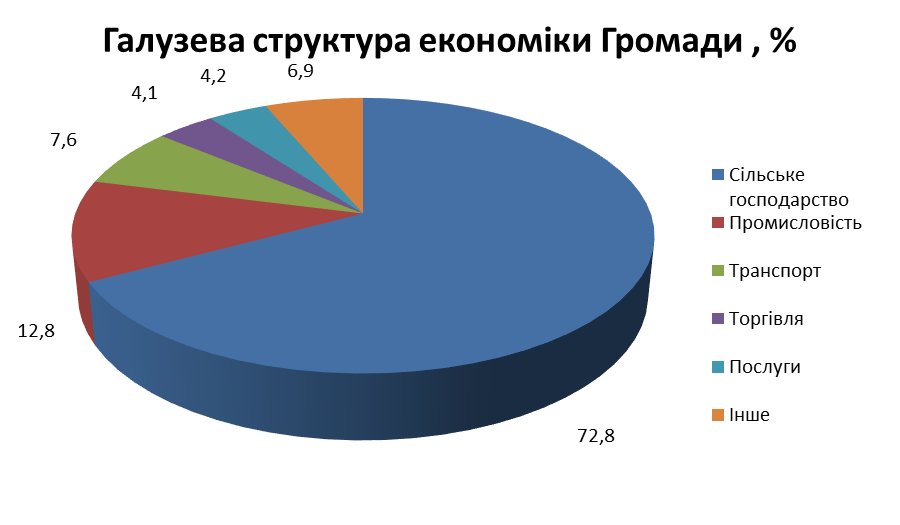 Галузева структура економіки Громади , %
6,9
4,2
4,1
7,6
12,8
72,8
Сільське
господарство
Промисловість
Транспорт
Торгівля
Послуги
Інше